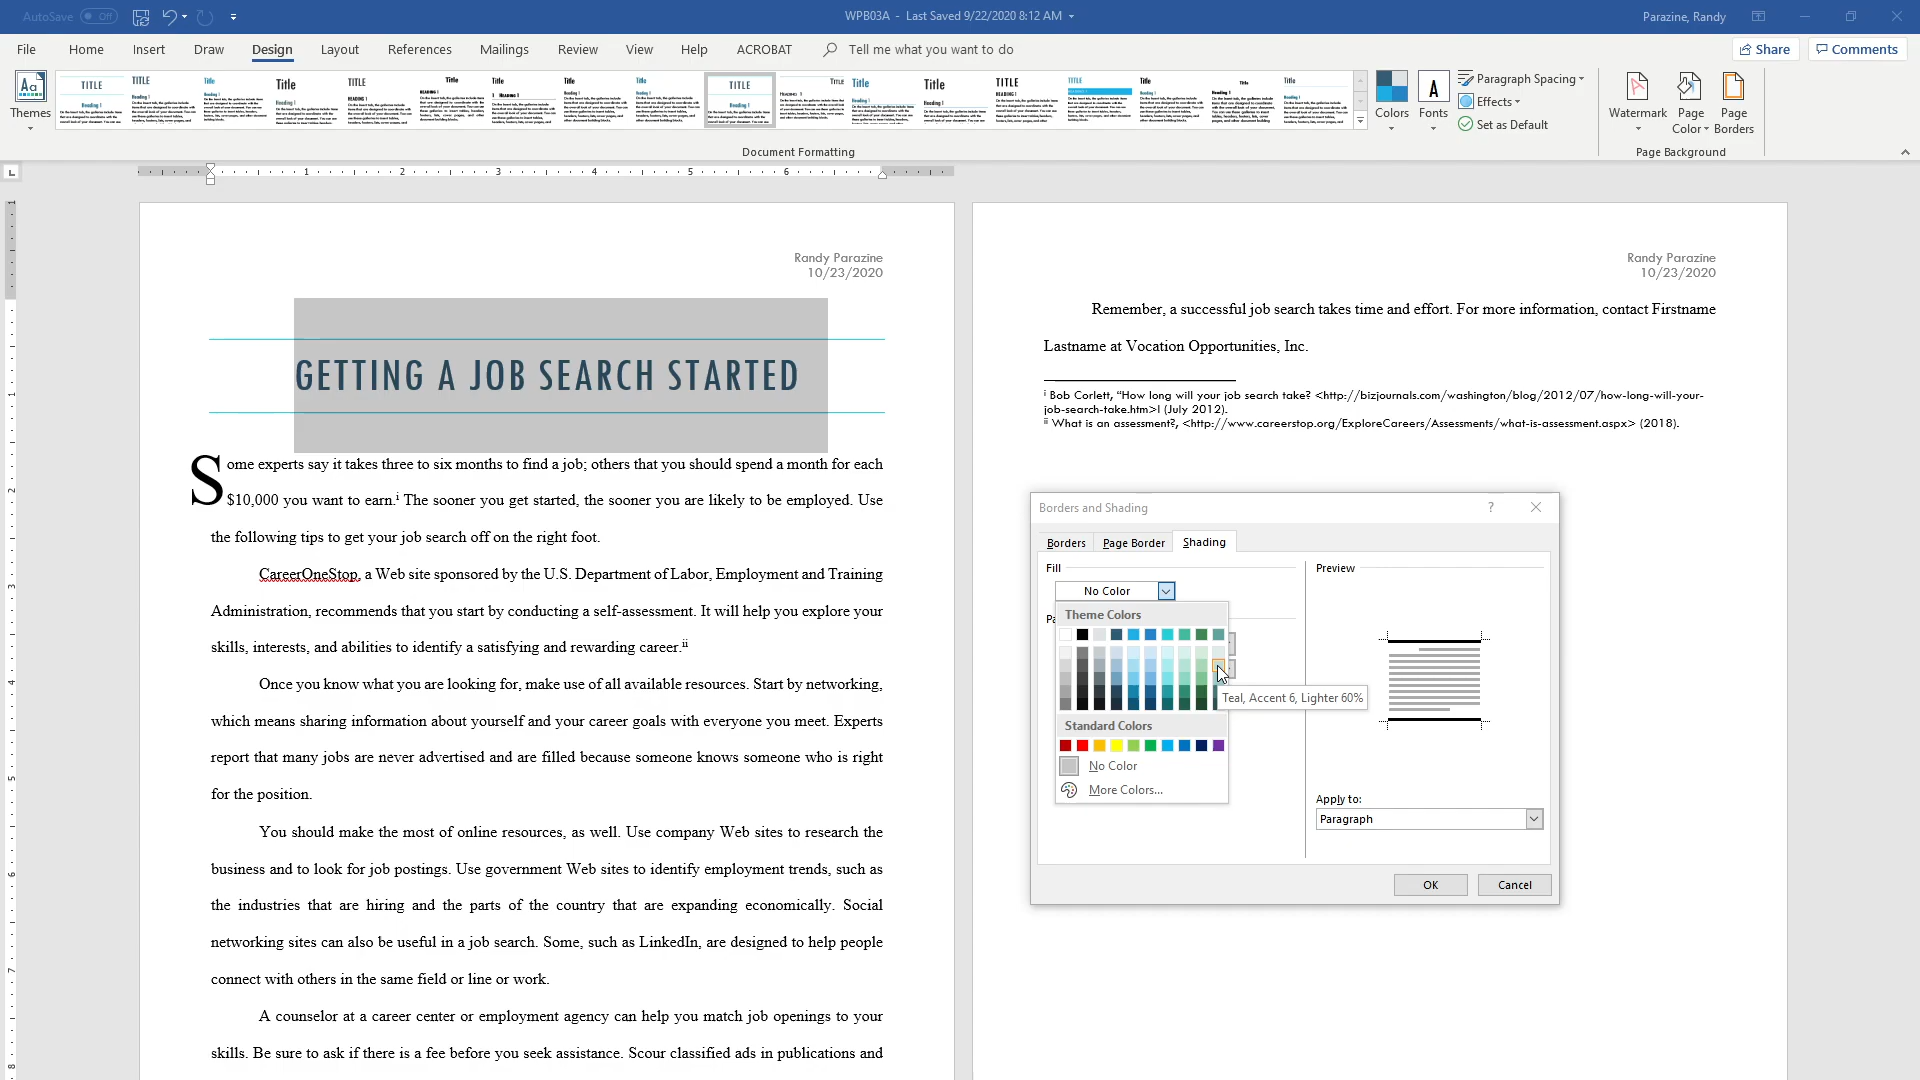 AutoSave Off
WPB03A - Last Saved 9/22/2020 8:12 AM
Parazine, Randy
File Home Insert Draw Design Layout References Mailings Review View Help ACROBAT Tell me what you want to do
Share Comments
Themes
Colors Fonts
Paragraph Spacing
Effects
Set as Default
Watermark Page Color Page Borders
Document Formatting
Page Background
Randy Parazine
10/23/2020
GETTING A JOB SEARCH STARTED
Some experts say it takes three to six months to find a job; others that you should spend a month for each
$10,000 you want to earn.i The sooner you get started, the sooner you are likely to be employed. Use
the following tips to get your job search off on the right foot.
CareerOneStop, a Web site sponsored by the U.S. Department of Labor, Employment and Training
Administration, recommends that you start by conducting a self-assessment. It will help you explore your
skills, interests, and abilities to identify a satisfying and rewarding career.ii
Once you know what you are looking for, make use of all available resources. Start by networking,
which means sharing information about yourself and your career goals with everyone you meet. Experts
report that many jobs are never advertised and are filled because someone knows someone who is right
for the position.
You should make the most of online resources, as well. Use company Web sites to research the
business and to look for job postings. Use government Web sites to identify employment trends, such as
the industries that are hiring and the parts of the country that are expanding economically. Social
networking sites can also be useful in a job search. Some, such as LinkedIn, are designed to help people
connect with others in the same field or line or work.
A counselor at a career center or employment agency can help you match job openings to your
skills. Be sure to ask if there is a fee before you seek assistance. Scour classified ads in publications and
Randy Parazine
10/23/2020
Remember, a successful job search takes time and effort. For more information, contact Firstname
Lastname at Vocation Opportunities, Inc.
i Bob Corlett, "How long will your job search take? <http://bizjournals.com/washington/blog/2012/07/how-long-will-your-
job-search-take.htm>l (July 2012).
ii What is an assessment?, <http://www.careerstop.org/ExploreCareers/Assessments/what-is-assessment.aspx> (2018).
Borders and Shading
Borders Page Border Shading
Fill
No Color
Theme Colors
Teal, Accent 6, Lighter 60%
Standard Colors
No Color
More Colors...
Preview
Apply to:
Paragraph
OK Cancel